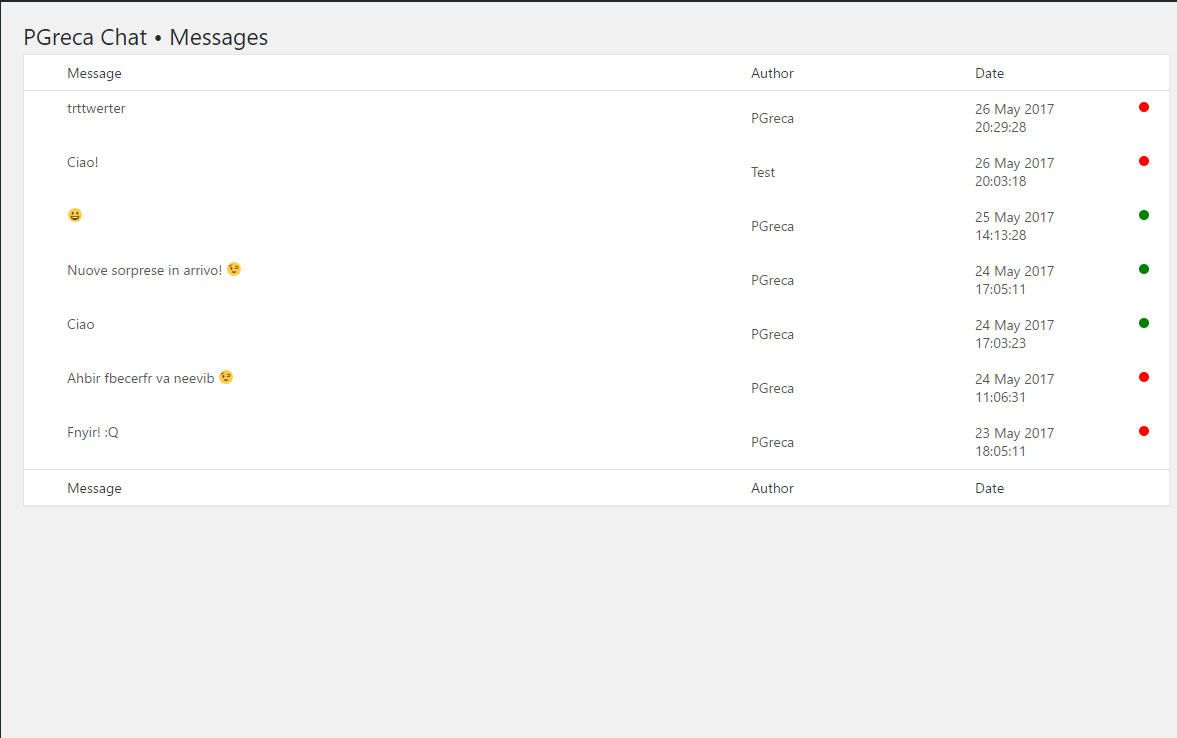 PGreca Chat • Messages
Message Author Date
trttwerter PGreca 26 May 2017
20:29:28
Ciao! Test 26 May 2017
20:03:18
😀 PGreca 25 May 2017
14:13:28
Nuove sorprese in arrivo! 😉 PGreca 24 May 2017
17:05:11
Ciao PGreca 24 May 2017
17:03:23
Ahbir fbecerfr va neevib 😉 PGreca 24 May 2017
11:06:31
Fnyir! :Q PGreca 23 May 2017
18:05:11
Message Author Date